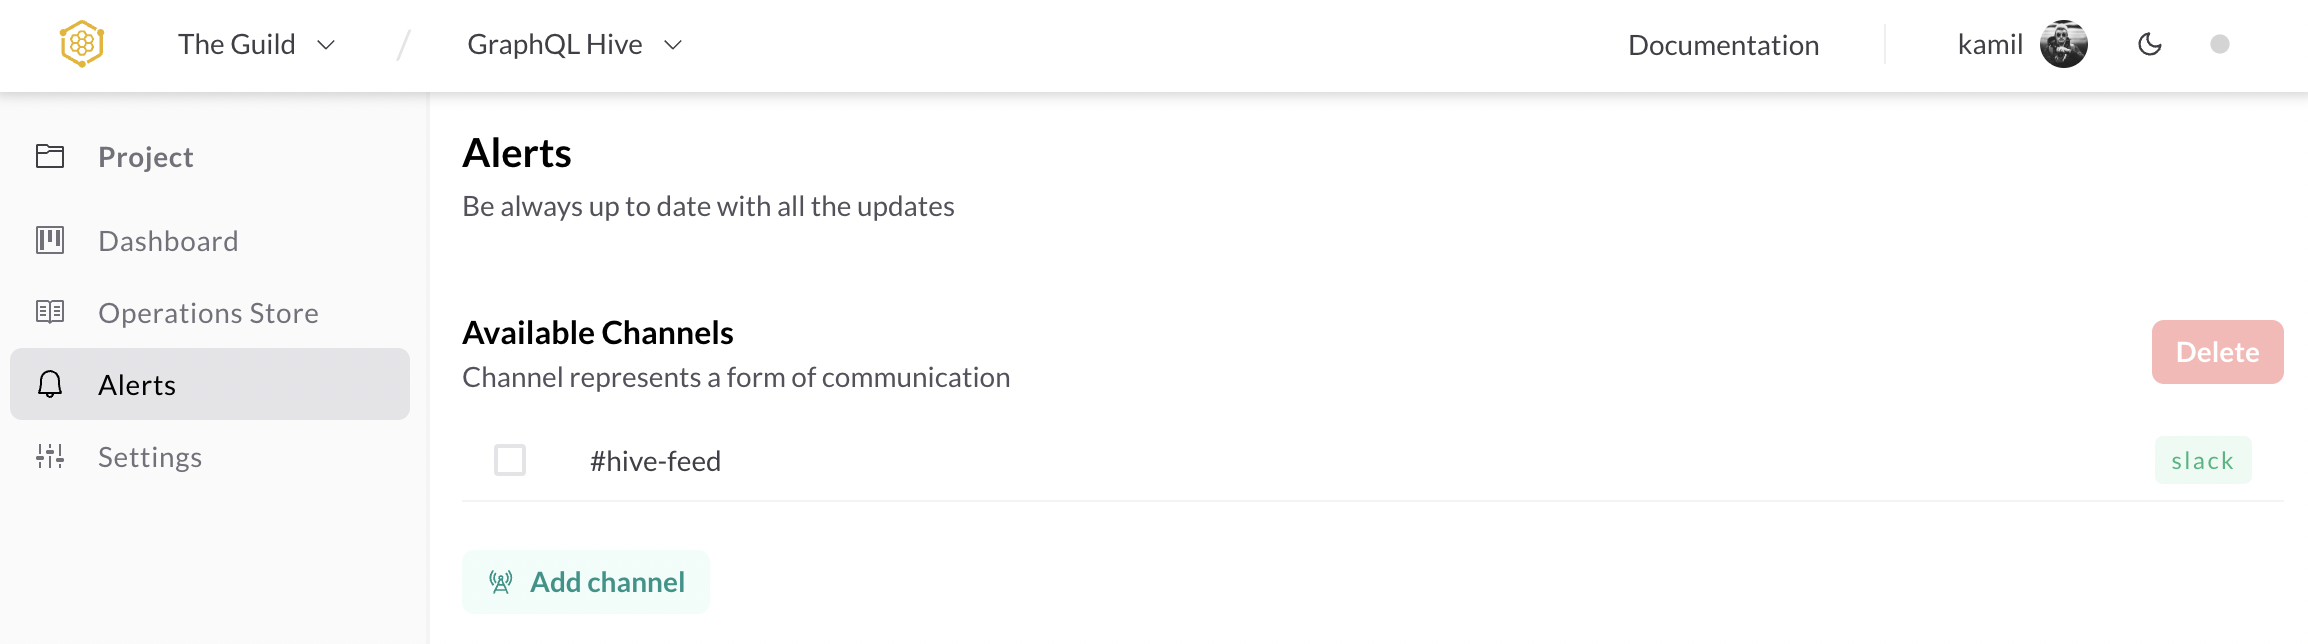 The Guild / GraphQL Hive Documentation kamil
Project
Dashboard
Operations Store
Alerts
Settings
Alerts
Be always up to date with all the updates
Available Channels
Channel represents a form of communication
Delete
#hive-feed slack
Add channel